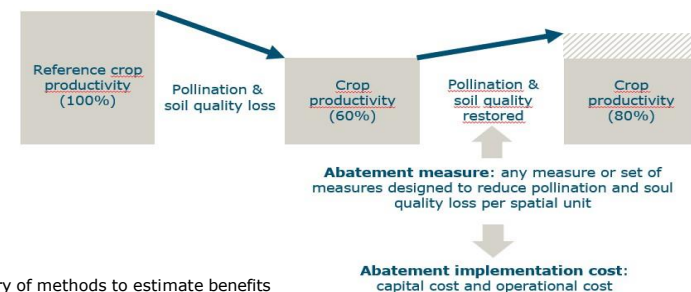 Reference crop
productivity
(100%)
Pollination &
soil quality loss
Crop
productivity
(60%)
Pollination &
soil quality
restored
Crop
productivity
(80%)
Abatement measure: any measure or set of
measures designed to reduce pollination and soul
quality loss per spatial unit
Abatement implementation cost:
capital cost and operational cost
of methods to estimate benefits